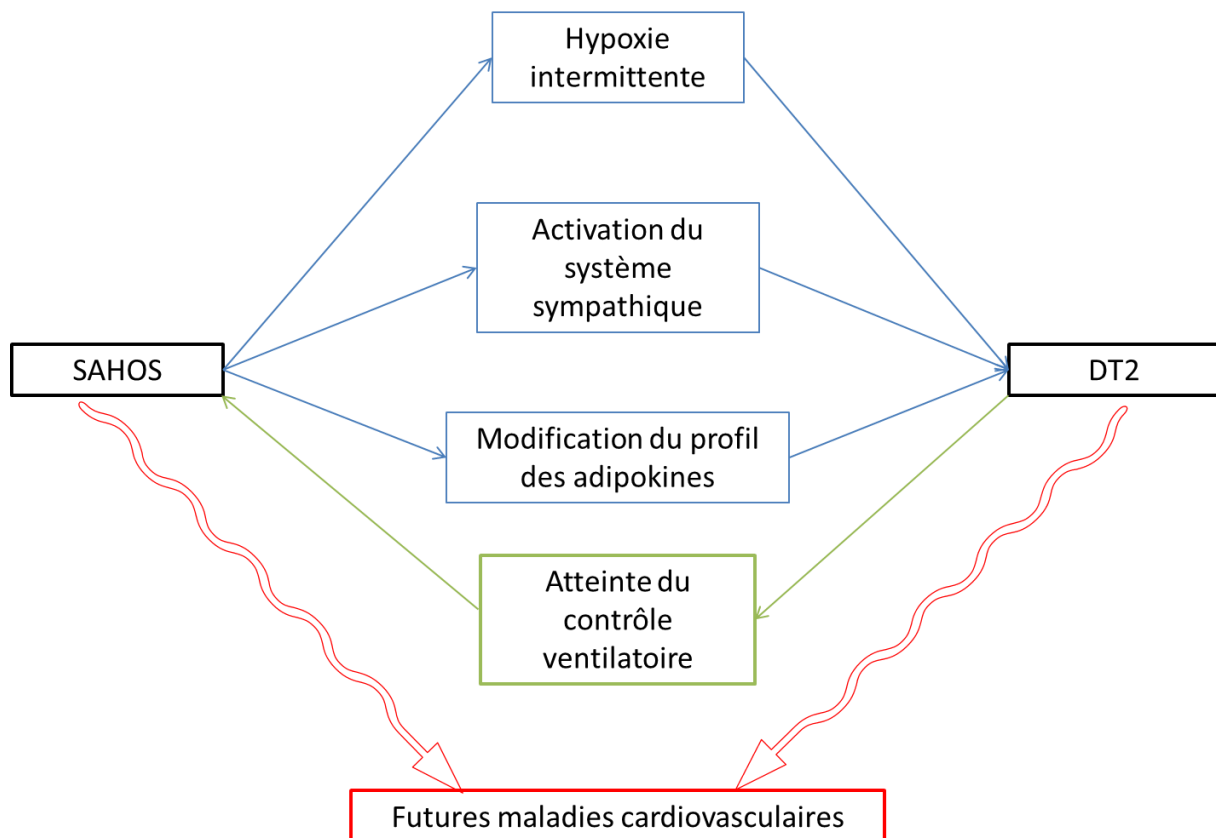 Hypoxie
intermittente
Activation du
système
sympathique
SAHOS
DT2
Modification du profil
des adipokines
Atteinte du
contrôle
ventilatoire
Futures maladies cardiovasculaires